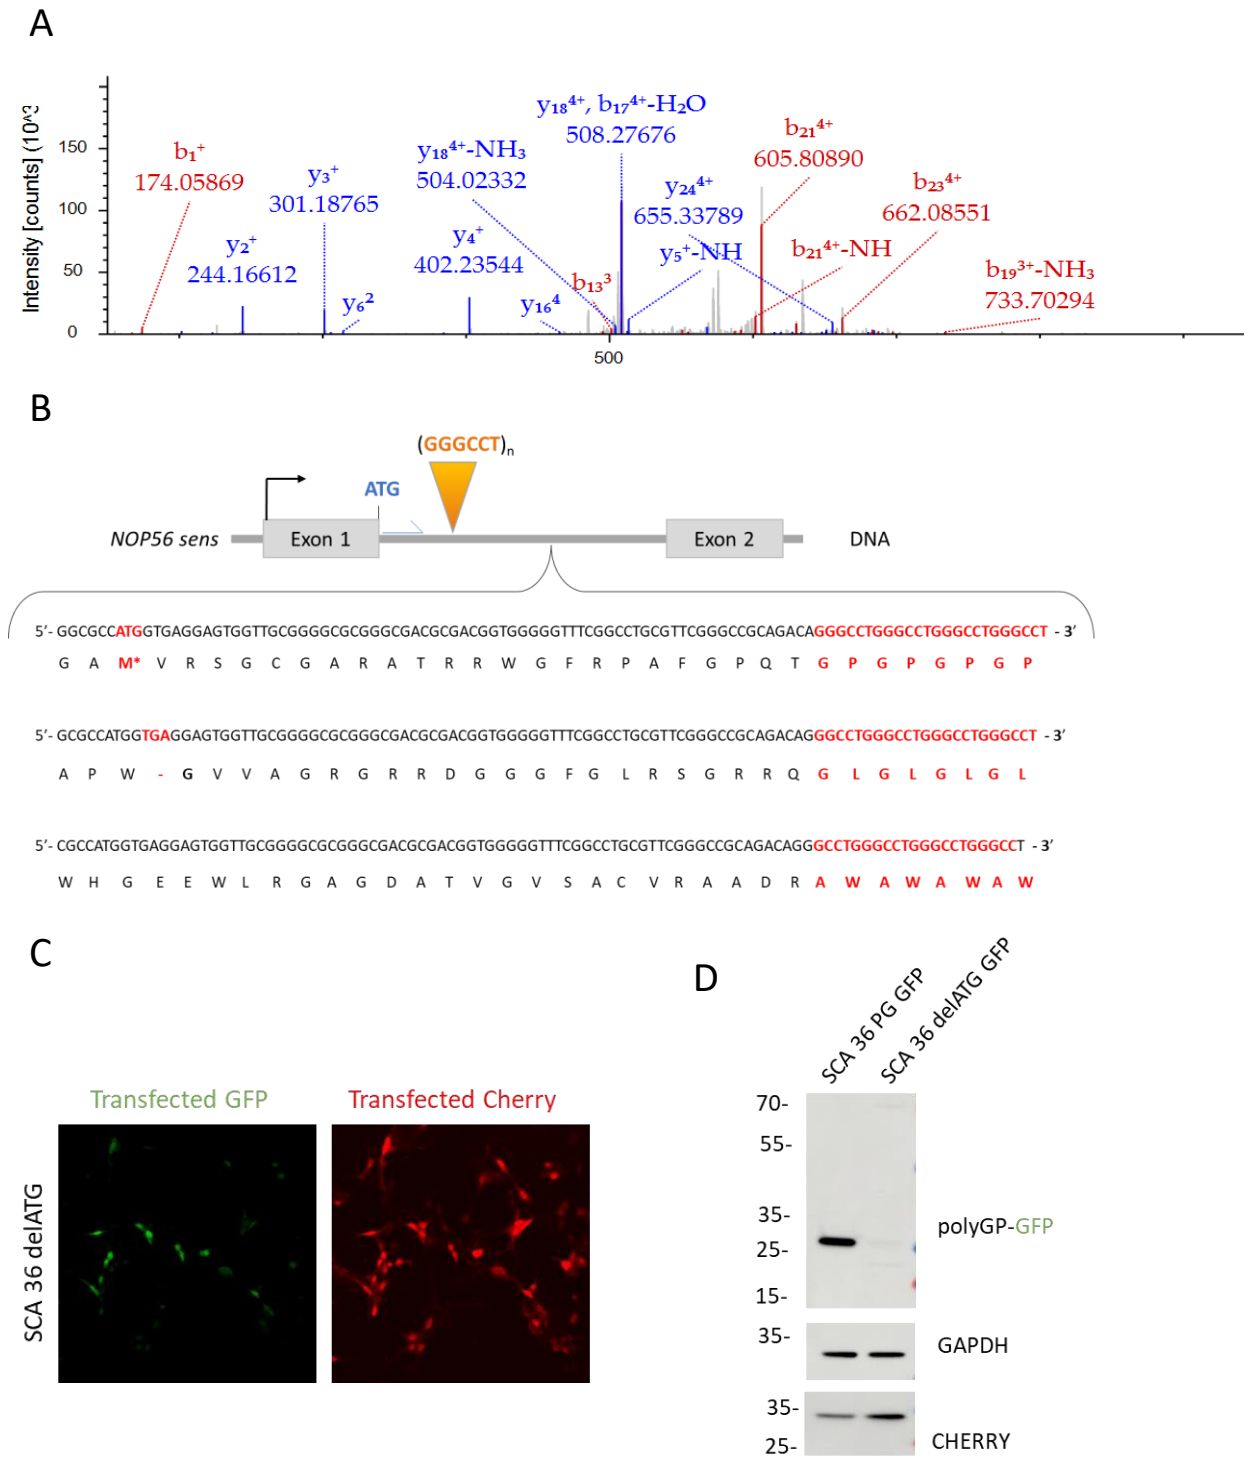 A
Intensity [counts] (10^3
150
100
50
0
500
b₁⁺
174.05869
y₂⁺
244.16612
y₃⁺
301.18765
y₆²
y₄⁺
402.23544
y₁₈⁴⁺-NH₃
504.02332
y₁₈⁴⁺, b₁₇⁴⁺-H₂O
508.27676
y₁₆⁴
b₁₃³
y₂₄⁴⁺
655.33789
y₅⁺-NH
b₂₁⁴⁺
605.80890
b₂₁⁴⁺-NH
b₂₃⁴⁺
662.08551
b₁₉³⁺-NH₃
733.70294
B
(GGGCCT)n
ATG
NOP56 sens
Exon 1
Exon 2
DNA
5'- GGCGCCATGGTGAGGAGTGGTTGCGGGGCGCGGGCGACGCGACGGTGGGGGTTTCGGCCTGCGTTCGGGCCGCAGACAGGGCCTGGGCCTGGGCCTGGGCCT - 3'
G A M* V R S G C G A R A T R R W G F R P A F G P Q T G P G P G P G P
5'- GCGCCATGGTGAGGAGTGGTTGCGGGGCGCGGGCGACGCGACGGTGGGGGTTTCGGCCTGCGTTCGGGCCGCAGACAGGGCCTGGGCCTGGGCCTGGGCCT - 3'
A P W - G V V A G R G R R D G G G F G L R S G R R Q G L G L G L G L
5'- CGCCATGGTGAGGAGTGGTTGCGGGGCGCGGGCGACGCGACGGTGGGGGTTTCGGCCTGCGTTCGGGCCGCAGACAGGGCCTGGGCCTGGGCCTGGGCCT - 3'
W H G E E W L R G A G D A T V G V S A C V R A A D R A W A W A W A W
C
Transfected GFP
Transfected Cherry
SCA 36 delATG
D
SCA 36 PG GFP
SCA 36 delATG GFP
70-
55-
35-
25-
15-
polyGP-GFP
35-
GAPDH
35-
25-
CHERRY